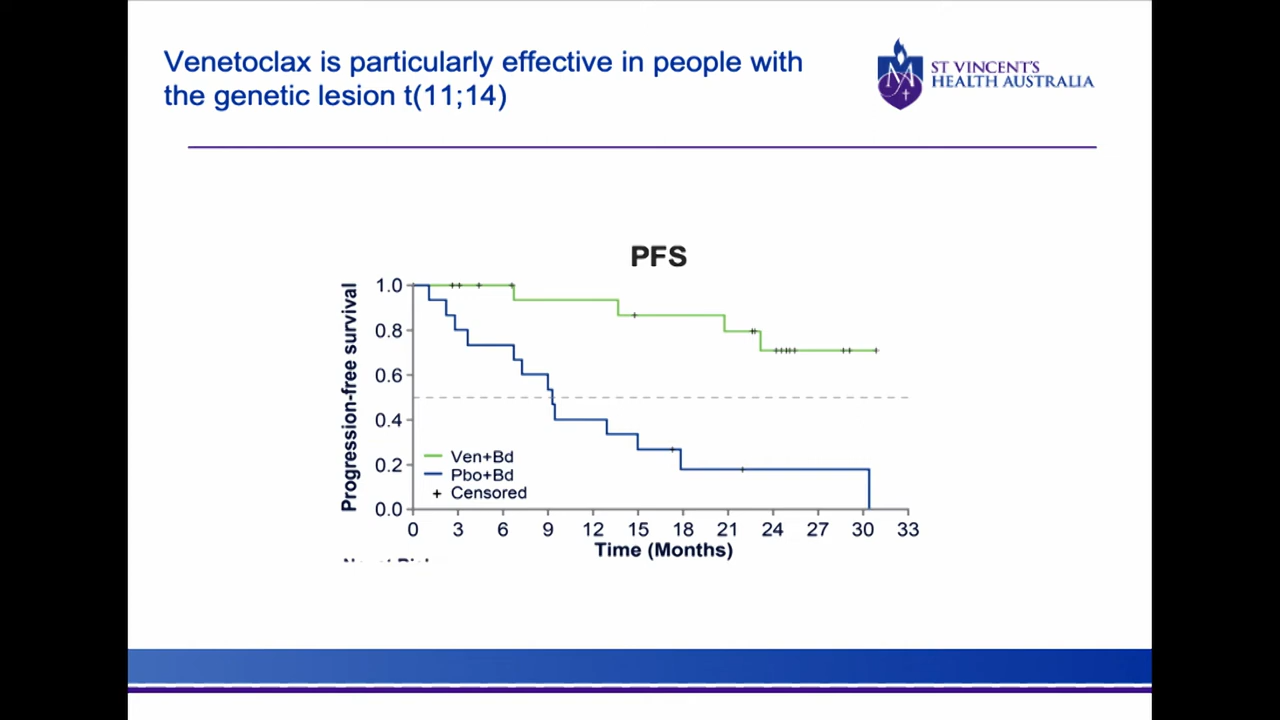 Venetoclax is particularly effective in people with
the genetic lesion t(11;14)
ST VINCENT'S
HEALTH AUSTRALIA
PFS
Progression-free survival
1.0
0.8
0.6
0.4
0.2
0.0
Ven+Bd
Pbo+Bd
+ Censored
0 3 6 9 12 15 18 21 24 27 30 33
Time (Months)